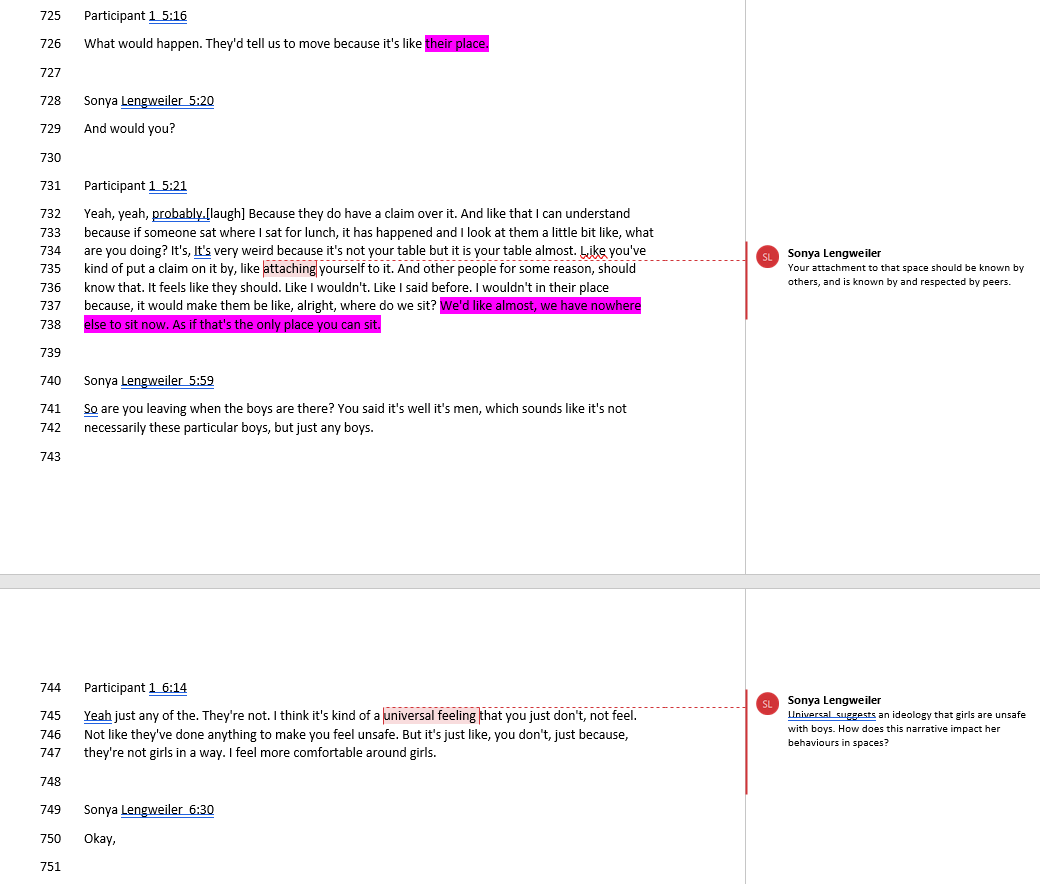 725 Participant 1 5:16
726 What would happen. They'd tell us to move because it's like their place.
727
728 Sonya Lengweiler 5:20
729 And would you?
730
731 Participant 1 5:21
732 Yeah, yeah, probably.[laugh] Because they do have a claim over it. And like that I can understand
733 because if someone sat where I sat for lunch, it has happened and I look at them a little bit like, what
734 are you doing? It's, It's very weird because it's not your table but it is your table almost. Like you've
735 kind of put a claim on it by, like attaching yourself to it. And other people for some reason, should
736 know that. It feels like they should. Like I wouldn't. Like I said before. I wouldn't in their place
737 because, it would make them be like, alright, where do we sit? We'd like almost, we have nowhere
738 else to sit now. As if that's the only place you can sit.
SL Sonya Lengweiler
Your attachment to that space should be known by
others, and is known by and respected by peers.
739
740 Sonya Lengweiler 5:59
741 So are you leaving when the boys are there? You said it's well it's men, which sounds like it's not
742 necessarily these particular boys, but just any boys.
743
744 Participant 1 6:14
745 Yeah just any of the. They're not. I think it's kind of a universal feeling that you just don't, not feel.
746 Not like they've done anything to make you feel unsafe. But it's just like, you don't, just because,
747 they're not girls in a way. I feel more comfortable around girls.
SL Sonya Lengweiler
Universal suggests an ideology that girls are unsafe
with boys. How does this narrative impact her
behaviours in spaces?
748
749 Sonya Lengweiler 6:30
750 Okay,
751